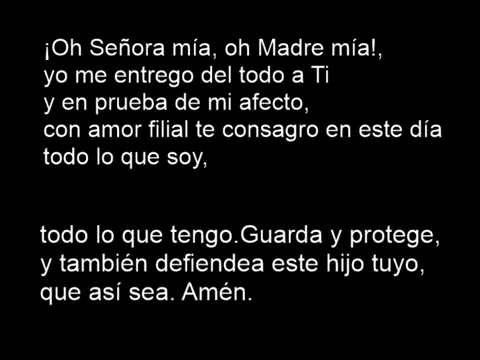 ¡Oh Señora mía, oh Madre mía!,
yo me entrego del todo a Ti
y en prueba de mi afecto,
con amor filial te consagro en este día
todo lo que soy,
todo lo que tengo.Guarda y protege,
y también defiendea este hijo tuyo,
que así sea. Amén.